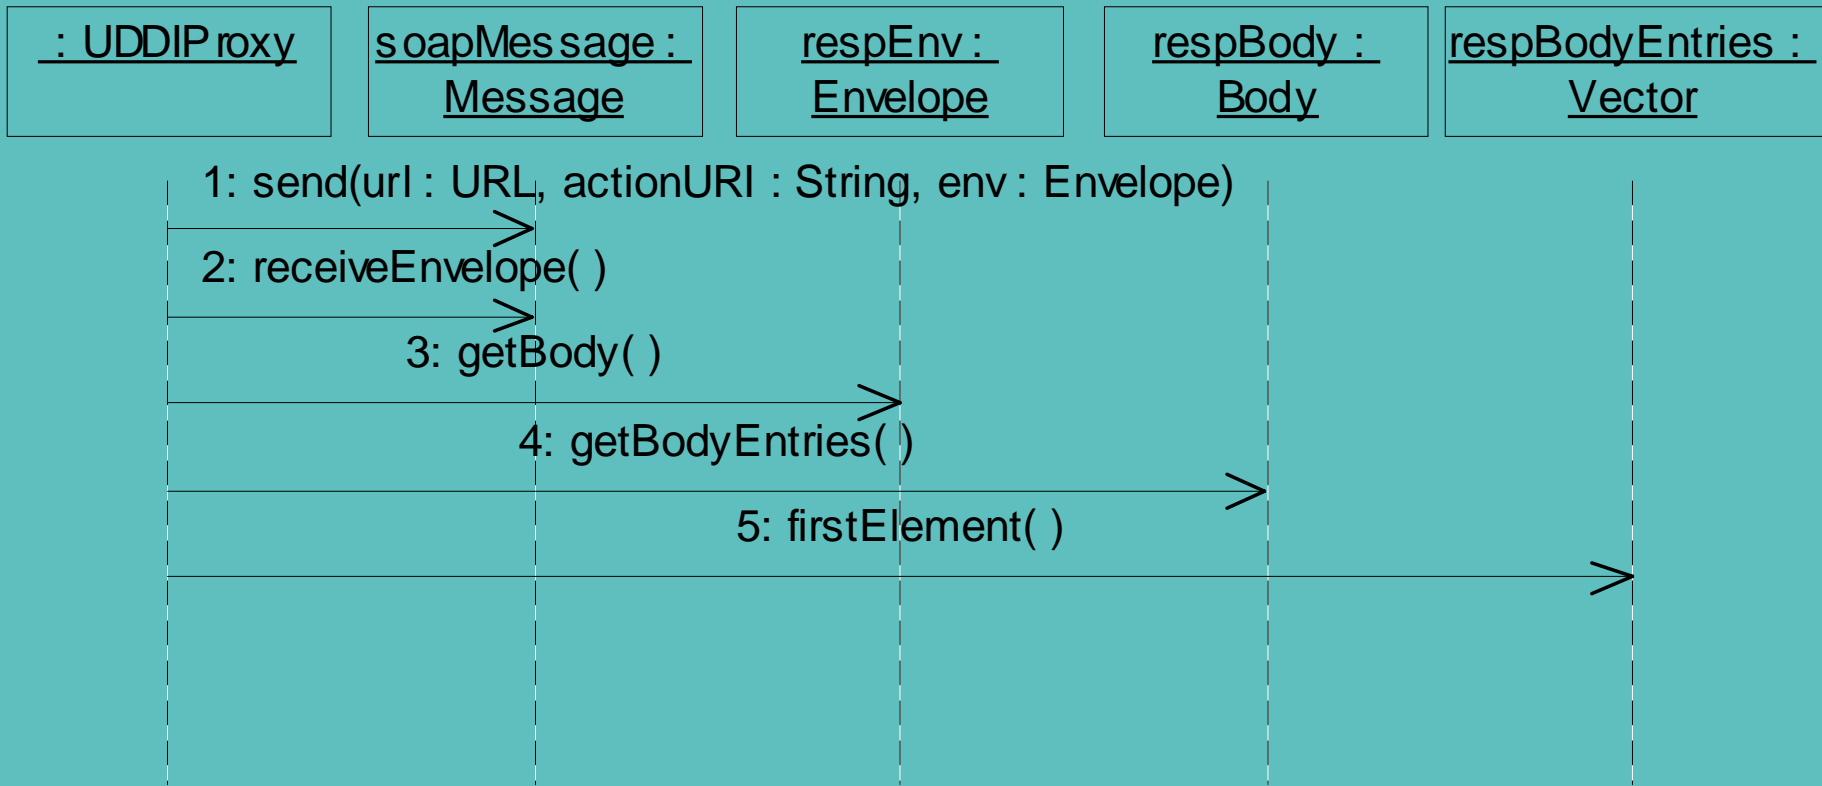 : UDDIProxy
soapMessage :
Message
respEnv :
Envelope
respBody :
Body
respBodyEntries :
Vector
1: send(url : URL, actionURI : String, env : Envelope)
2: receiveEnvelope( )
3: getBody( )
4: getBodyEntries( )
5: firstElement( )